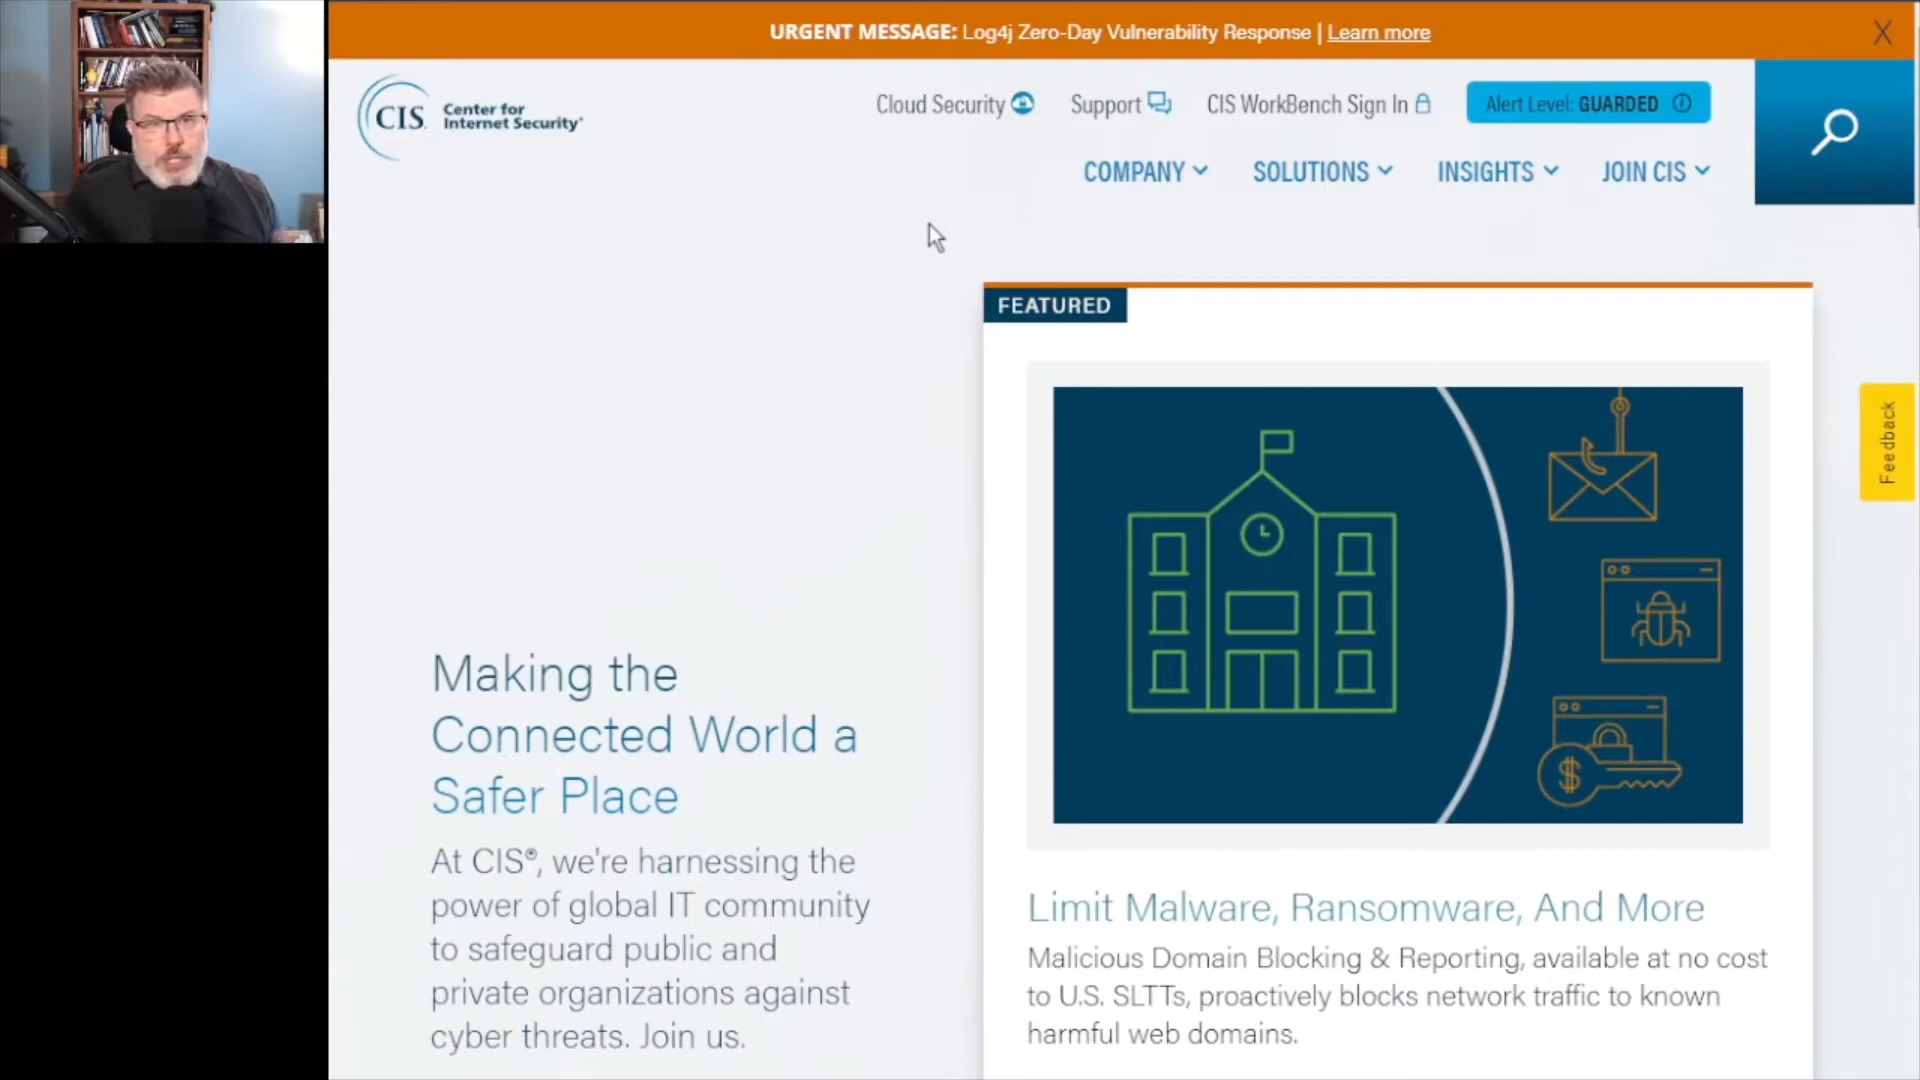 URGENT MESSAGE: Log4j Zero-Day Vulnerability Response | Learn more
X
CIS. Center for
Internet Security®
Cloud Security
Support
CIS WorkBench Sign In
Alert Level: GUARDED
COMPANY
SOLUTIONS
INSIGHTS
JOIN CIS
FEATURED
$
Feedback
Making the
Connected World a
Safer Place
At CIS®, we're harnessing the
power of global IT community
to safeguard public and
private organizations against
cyber threats. Join us.
Limit Malware, Ransomware, And More
Malicious Domain Blocking & Reporting, available at no cost
to U.S. SLTTs, proactively blocks network traffic to known
harmful web domains.